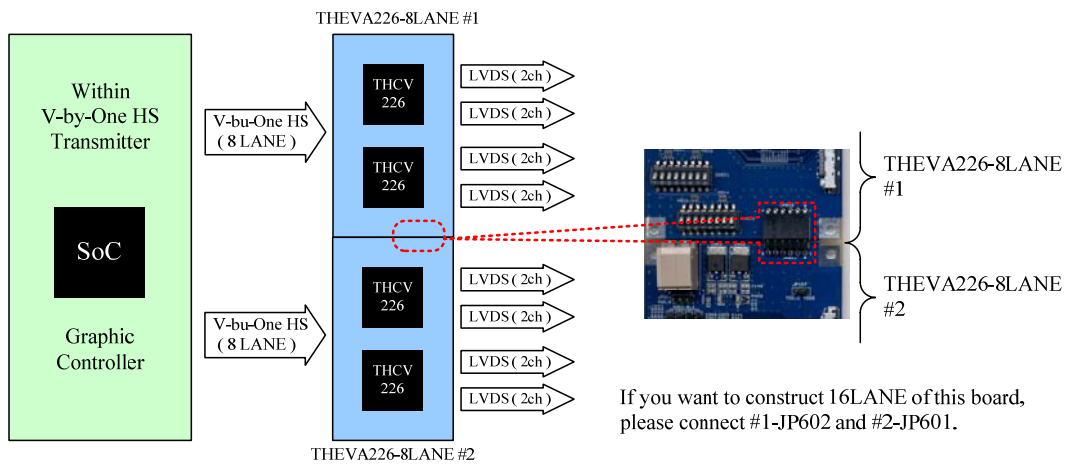 THEVA226-8LANE #1
Within
V-by-One HS
Transmitter
SoC
Graphic
Controller
V-bu-One HS
( 8 LANE )
V-bu-One HS
( 8 LANE )
THCV
226
THCV
226
THCV
226
THCV
226
LVDS ( 2ch )
LVDS ( 2ch )
LVDS ( 2ch )
LVDS ( 2ch )
LVDS ( 2ch )
LVDS ( 2ch )
LVDS ( 2ch )
LVDS ( 2ch )
THEVA226-8LANE #2
THEVA226-8LANE
#1
THEVA226-8LANE
#2
If you want to construct 16LANE of this board,
please connect #1-JP602 and #2-JP601.